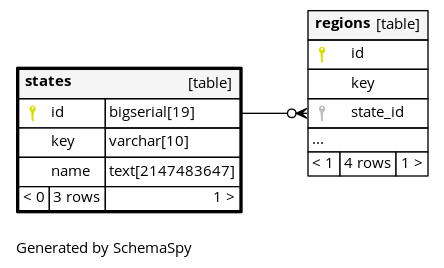 states [table]
id bigserial[19]
key varchar[10]
name text[2147483647]
< 0 3 rows 1 >
regions [table]
id
key
state_id
...
< 1 4 rows 1 >
Generated by SchemaSpy